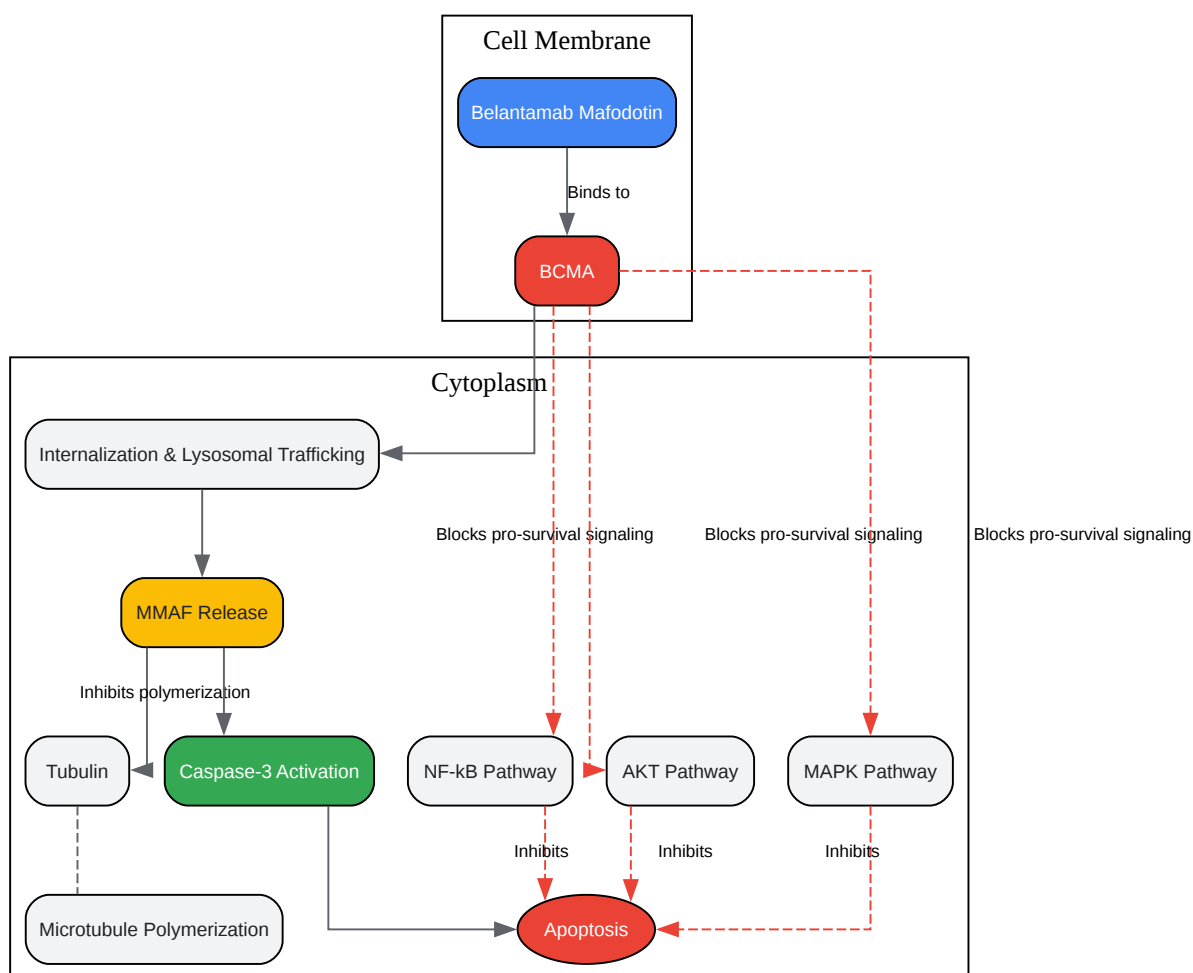 Cell Membrane
Belantamab Mafodotin
Binds to
BCMA
Cytoplasm
Internalization & Lysosomal Trafficking
Blocks pro-survival signaling
Blocks pro-survival signaling
Blocks pro-survival signaling
MMAF Release
Inhibits polymerization
Tubulin
Caspase-3 Activation
NF-kB Pathway
AKT Pathway
MAPK Pathway
Inhibits
Inhibits
Inhibits
Microtubule Polymerization
Apoptosis